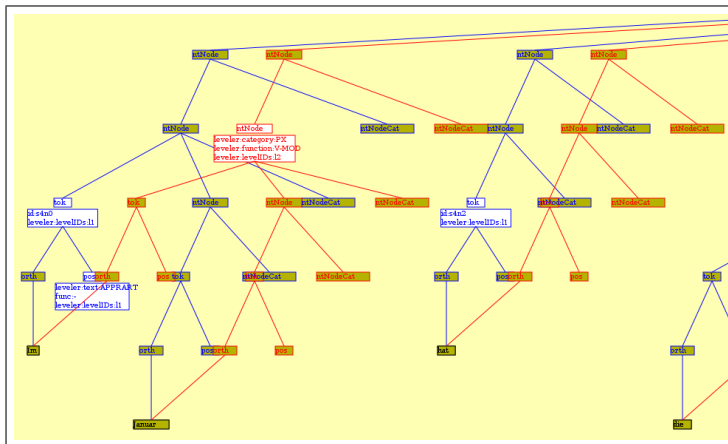 ntNode ntNode ntNode ntNode
ntNode ntNode ntNodeCat ntNodeCat ntNode ntNode ntNodeCat ntNodeCat
leveler:category:PX
leveler:function:V-MOD
leveler:levelIDs:l2
tok tok ntNode ntNode ntNodeCat ntNodeCat tok ntNodeCat ntNodeCat
id:s4n0 id:s4n2
leveler:levelIDs:l1 leveler:levelIDs:l1
orth pos orth pos tok ntNodeCat ntNodeCat orth pos orth pos tok
leveler:text:APPRART
func:-
leveler:levelIDs:l1
Im orth pos orth pos hat orth
Januar die